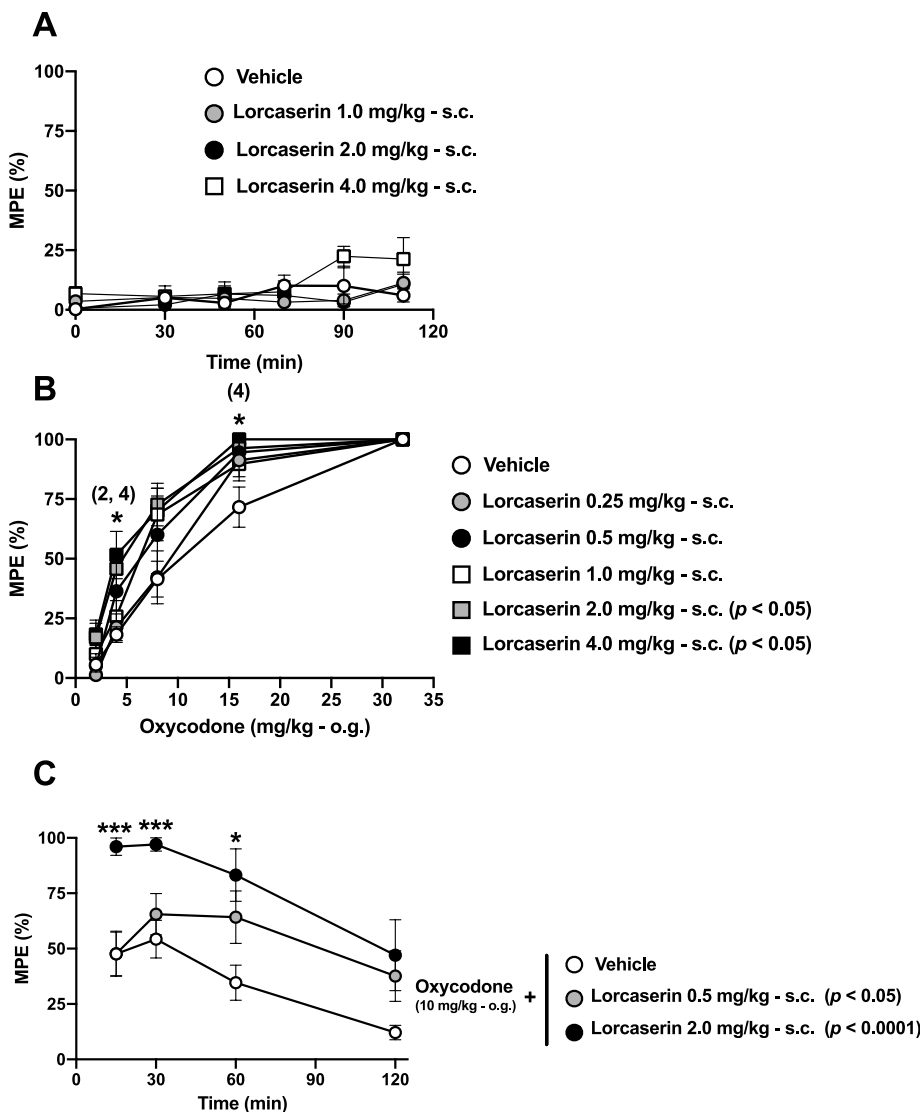 A
100
75
50
25
0
MPE (%)
Vehicle
Lorcaserin 1.0 mg/kg - s.c.
Lorcaserin 2.0 mg/kg - s.c.
Lorcaserin 4.0 mg/kg - s.c.
0 30 60 90 120
Time (min)
B
(4)
*
(2, 4)
*
100
75
50
25
0
MPE (%)
Vehicle
Lorcaserin 0.25 mg/kg - s.c.
Lorcaserin 0.5 mg/kg - s.c.
Lorcaserin 1.0 mg/kg - s.c.
Lorcaserin 2.0 mg/kg - s.c. (p < 0.05)
Lorcaserin 4.0 mg/kg - s.c. (p < 0.05)
0 5 10 15 20 25 30 35
Oxycodone (mg/kg - o.g.)
C
*** *** *
100
75
50
25
0
MPE (%)
0 30 60 90 120
Time (min)
Oxycodone +
(10 mg/kg - o.g.)
Vehicle
Lorcaserin 0.5 mg/kg - s.c. (p < 0.05)
Lorcaserin 2.0 mg/kg - s.c. (p < 0.0001)